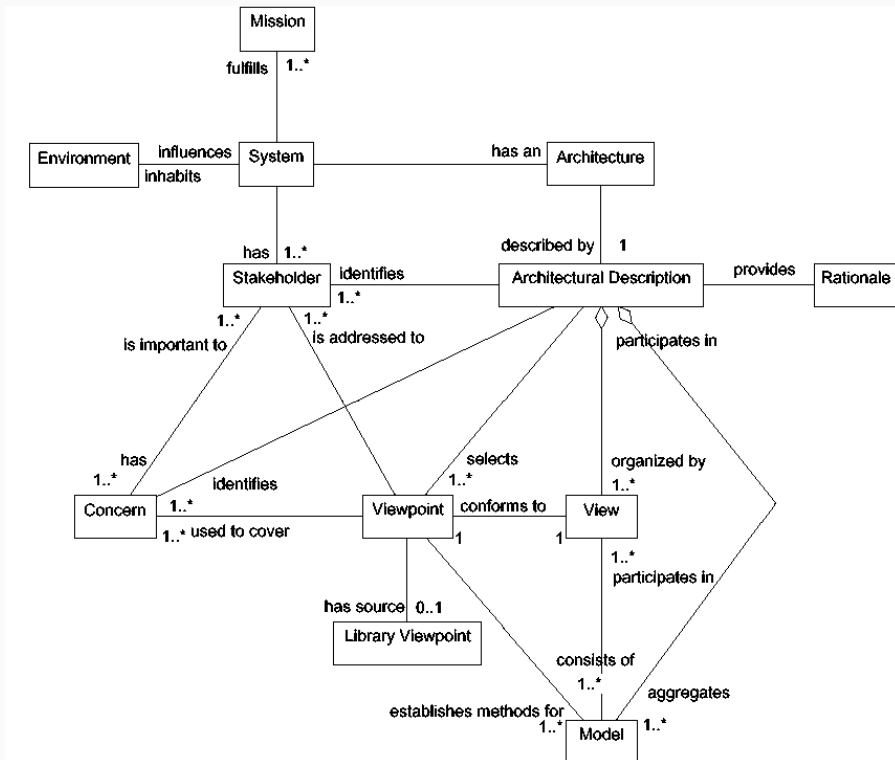 Mission
fulfills 1..*
Environment
influences
inhabits
System
has an
Architecture
has 1..*
described by 1
Stakeholder
identifies
1..*
Architectural Description
provides
Rationale
1..*
is important to
1..*
is addressed to
participates in
has
1..*
identifies
1..*
selects
1..*
organized by
1..*
Concern
1..* used to cover
Viewpoint
conforms to
1
1
View
1..*
participates in
has source 0..1
Library Viewpoint
consists of
1..*
aggregates
establishes methods for
1..*
1..*
Model